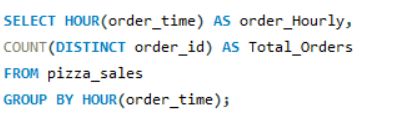 SELECT HOUR(order_time) AS order_Hourly,
COUNT(DISTINCT order_id) AS Total_Orders
FROM pizza_sales
GROUP BY HOUR(order_time);